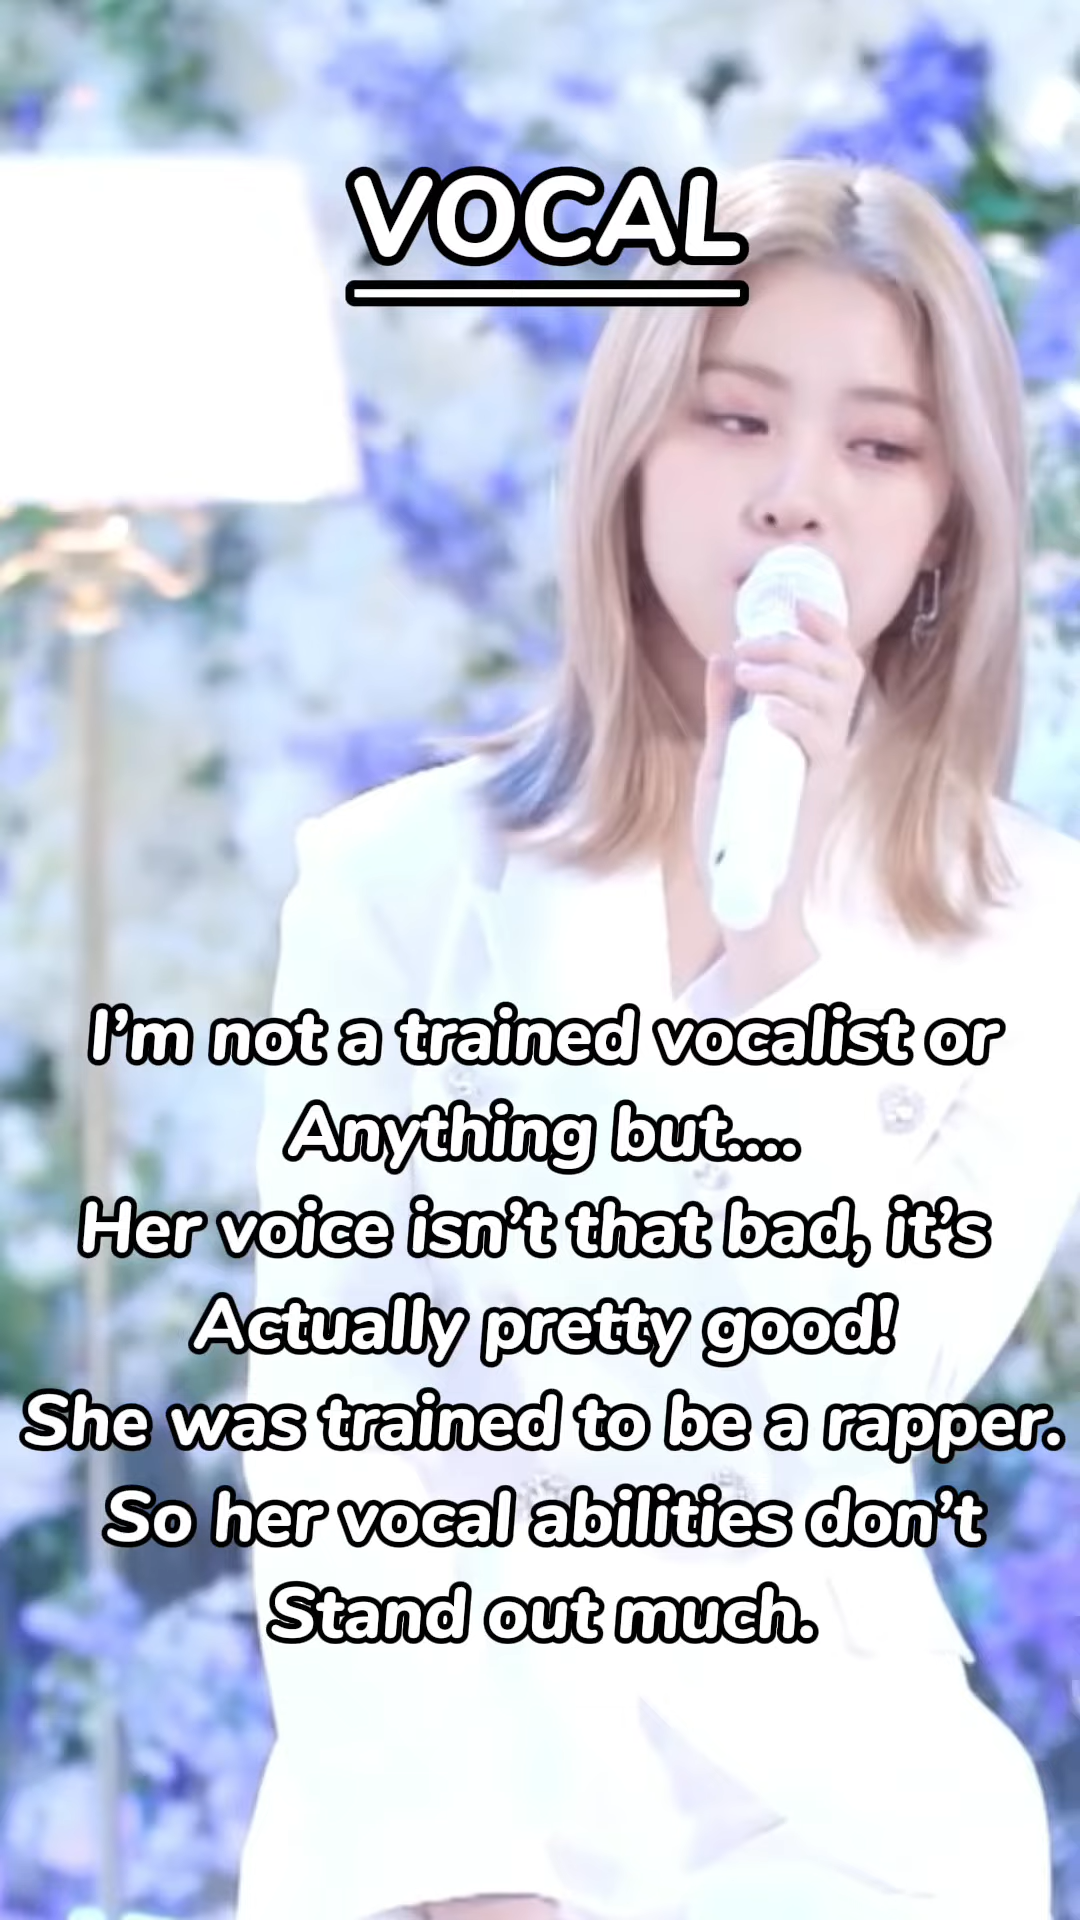 VOCAL
I'm not a trained vocalist or
Anything but....
Her voice isn't that bad, it's
Actually pretty good!
She was trained to be a rapper.
So her vocal abilities don't
Stand out much.